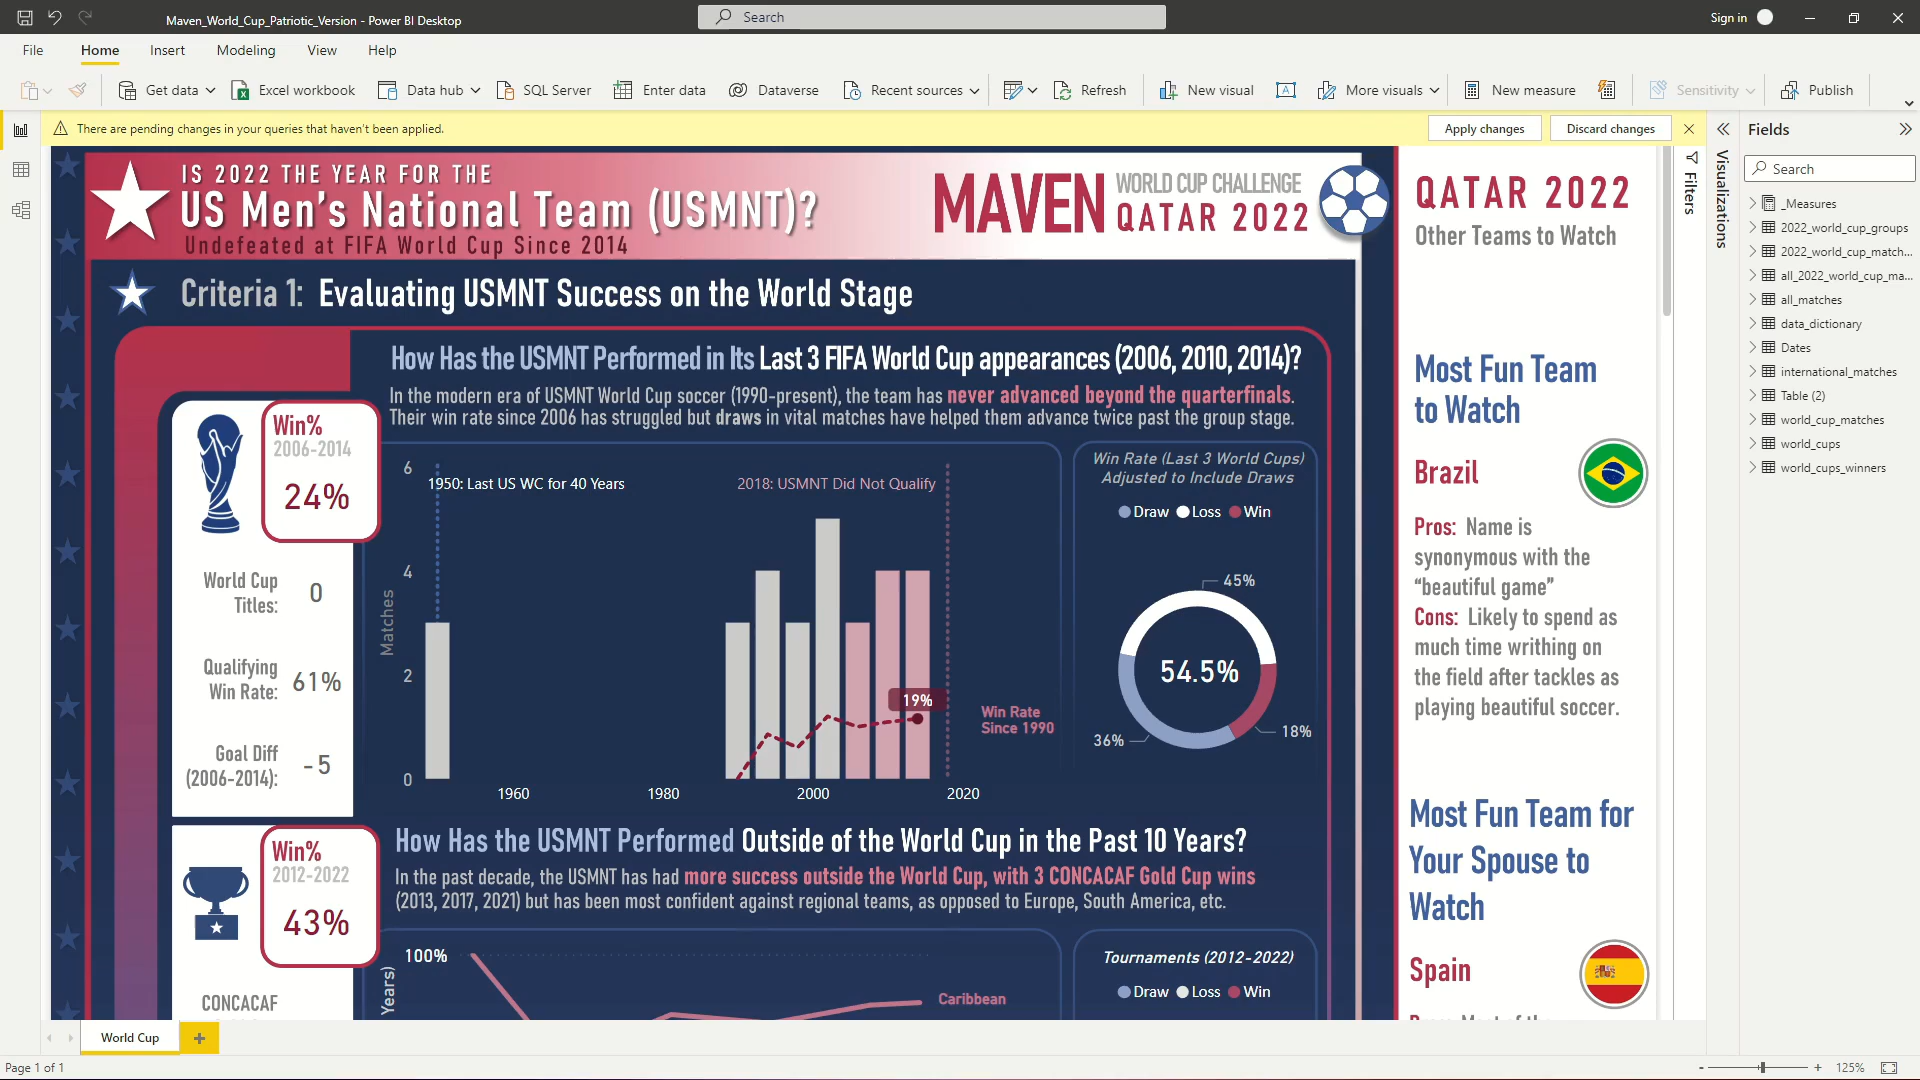 Maven_World_Cup_Patriotic_Version - Power BI Desktop
Search
Sign in
File
Home
Insert
Modeling
View
Help
Get data
Excel workbook
Data hub
SQL Server
Enter data
Dataverse
Recent sources
Refresh
New visual
More visuals
New measure
Sensitivity
Publish
There are pending changes in your queries that haven't been applied.
Apply changes
Discard changes
IS 2022 THE YEAR FOR THE
US Men's National Team (USMNT)?
Undefeated at FIFA World Cup Since 2014
MAVEN
WORLD CUP CHALLENGE
QATAR 2022
Criteria 1: Evaluating USMNT Success on the World Stage
How Has the USMNT Performed in Its Last 3 FIFA World Cup appearances (2006, 2010, 2014)?
In the modern era of USMNT World Cup soccer (1990-present), the team has never advanced beyond the quarterfinals.
Their win rate since 2006 has struggled but draws in vital matches have helped them advance twice past the group stage.
Win%
2006-2014
24%
World Cup
Titles:
0
Qualifying
Win Rate:
61%
Goal Diff
(2006-2014):
-5
Matches
6
4
2
0
1950: Last US WC for 40 Years
2018: USMNT Did Not Qualify
19%
Win Rate
Since 1990
1960
1980
2000
2020
Win Rate (Last 3 World Cups)
Adjusted to Include Draws
Draw
Loss
Win
45%
54.5%
36%
18%
How Has the USMNT Performed Outside of the World Cup in the Past 10 Years?
In the past decade, the USMNT has had more success outside the World Cup, with 3 CONCACAF Gold Cup wins
(2013, 2017, 2021) but has been most confident against regional teams, as opposed to Europe, South America, etc.
Win%
2012-2022
43%
CONCACAF
Years)
100%
Caribbean
Tournaments (2012-2022)
Draw
Loss
Win
QATAR 2022
Other Teams to Watch
Most Fun Team
to Watch
Brazil
Pros: Name is
synonymous with the
“beautiful game”
Cons: Likely to spend as
much time writhing on
the field after tackles as
playing beautiful soccer.
Most Fun Team for
Your Spouse to
Watch
Spain
Filters
Visualizations
Fields
Search
_Measures
2022_world_cup_groups
2022_world_cup_match...
all_2022_world_cup_ma...
all_matches
data_dictionary
Dates
international_matches
Table (2)
world_cup_matches
world_cups
world_cups_winners
World Cup
Page 1 of 1
125%